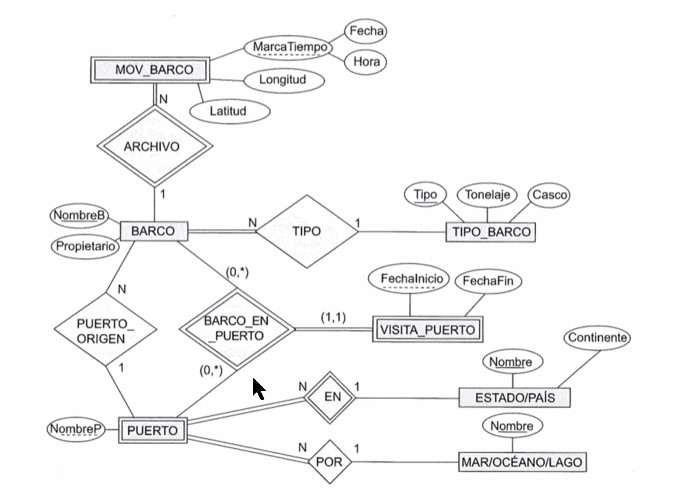 Fecha
MarcaTiempo
Hora
MOV_BARCO
Longitud
N
Latitud
ARCHIVO
1
NombreB
Tipo
Tonelaje
Casco
BARCO
N
TIPO
1
TIPO_BARCO
Propietario
(0,*)
FechaInicio
FechaFin
N
PUERTO_
ORIGEN
BARCO_EN
_PUERTO
(1,1)
VISITA_PUERTO
Continente
1
(0,*)
Nombre
N
EN
1
ESTADO/PAÍS
NombreP
PUERTO
Nombre
N
POR
1
MAR/OCÉANO/LAGO